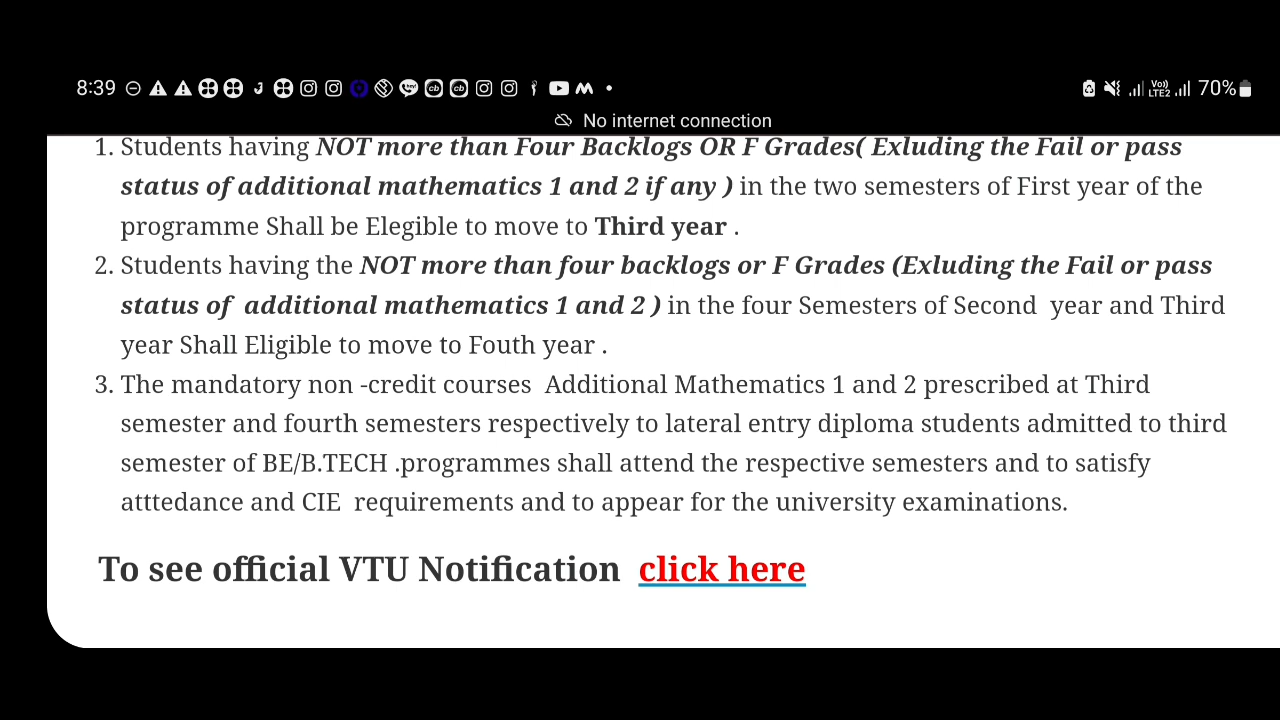 8:39 70%
No internet connection
1. Students having NOT more than Four Backlogs OR F Grades( Exluding the Fail or pass
status of additional mathematics 1 and 2 if any ) in the two semesters of First year of the
programme Shall be Elegible to move to Third year .
2. Students having the NOT more than four backlogs or F Grades (Exluding the Fail or pass
status of  additional mathematics 1 and 2 ) in the four Semesters of Second  year and Third
year Shall Eligible to move to Fouth year .
3. The mandatory non -credit courses  Additional Mathematics 1 and 2 prescribed at Third
semester and fourth semesters respectively to lateral entry diploma students admitted to third
semester of BE/B.TECH .programmes shall attend the respective semesters and to satisfy
atttedance and CIE  requirements and to appear for the university examinations.
To see official VTU Notification  click here